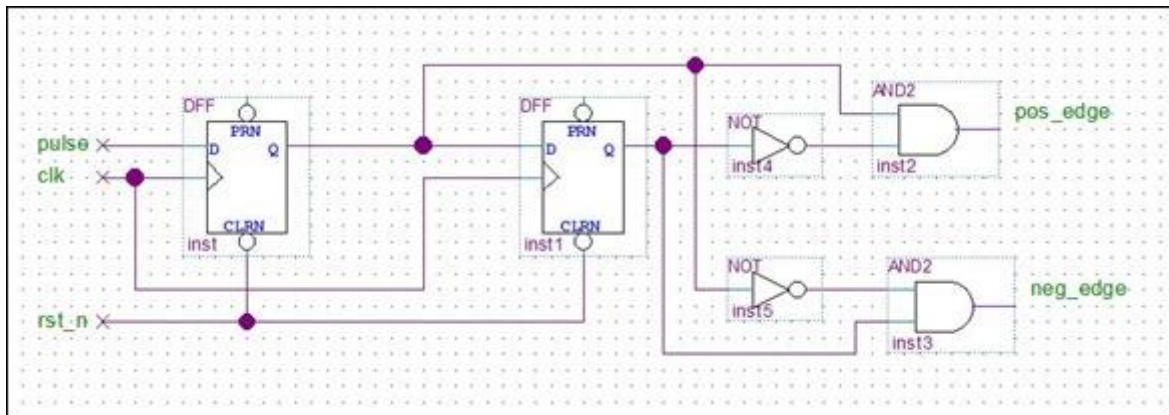 DFF
PRN
D Q
CLRN
inst
DFF
PRN
D Q
CLRN
inst1
pulse
clk
rst_n
NOT
inst4
AND2
inst2
pos_edge
NOT
inst5
AND2
inst3
neg_edge